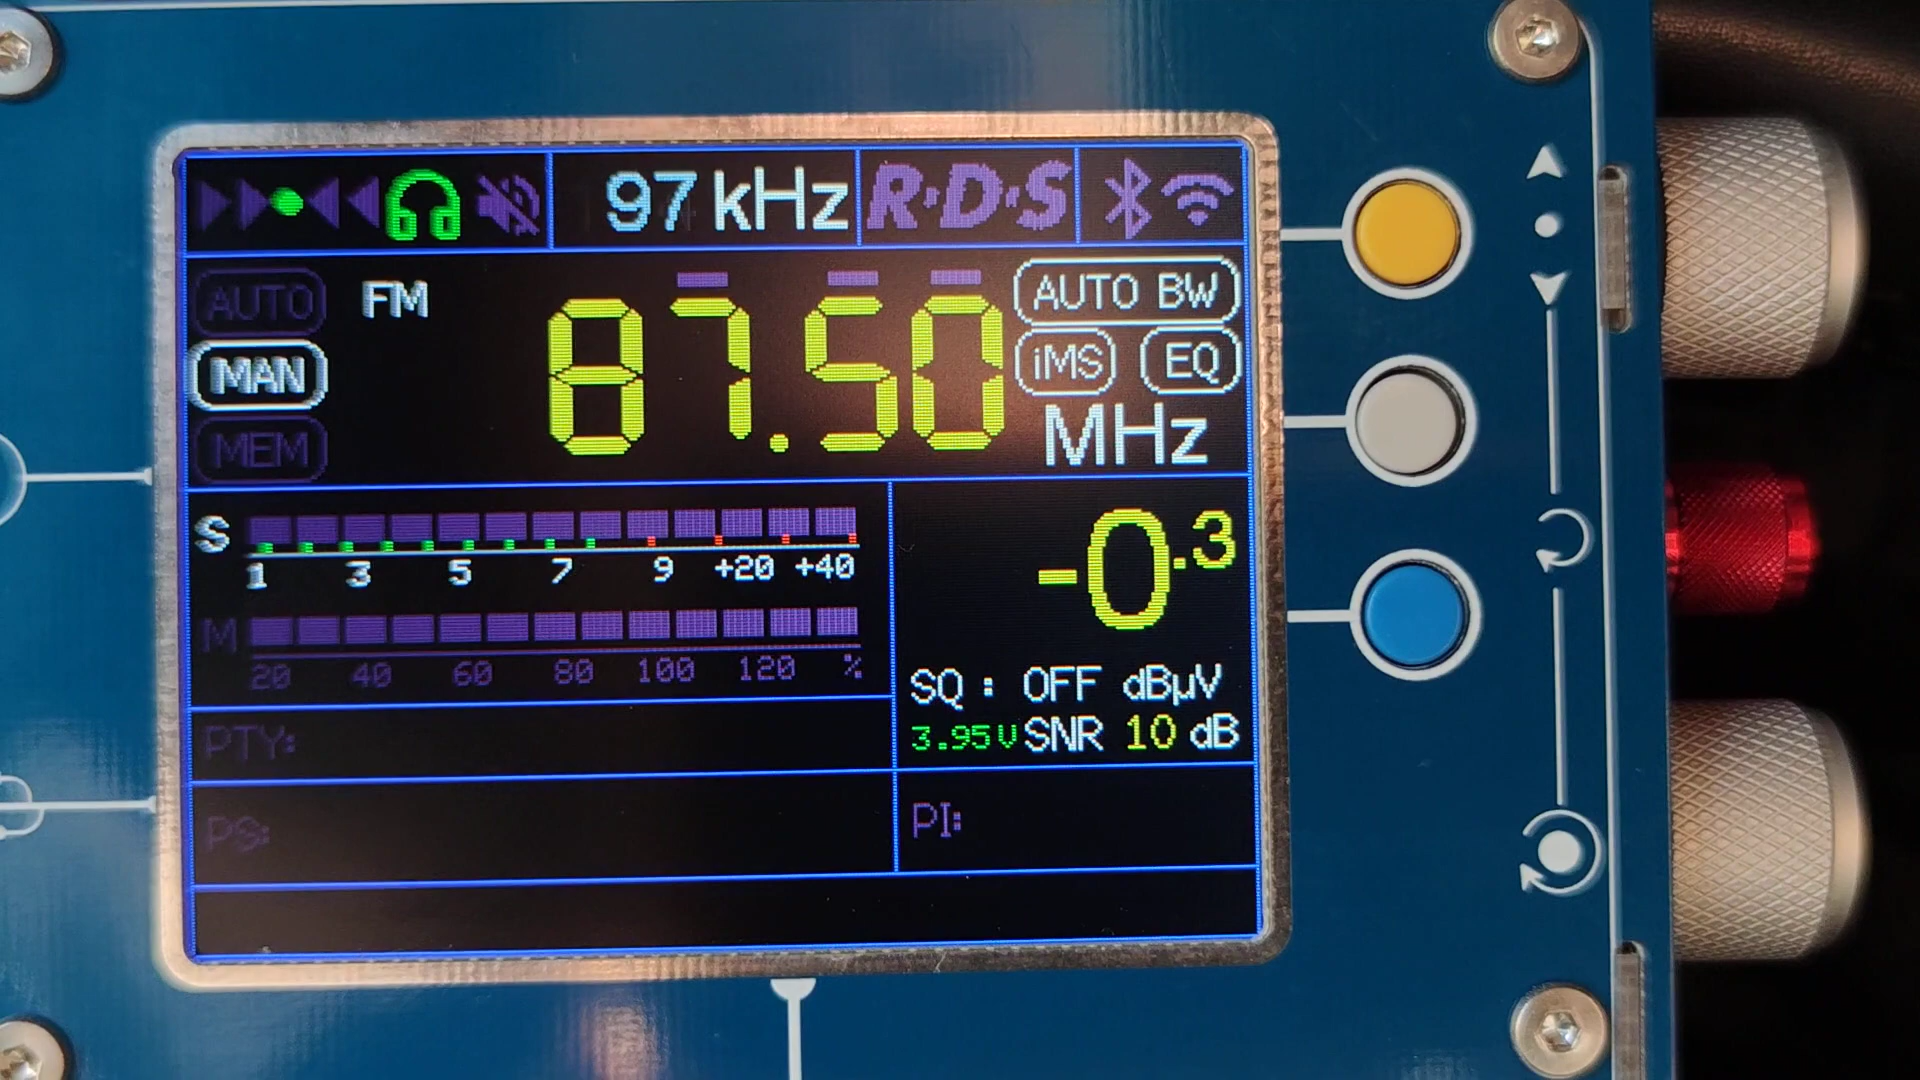 97 kHz R·D·S
AUTO FM 87.50 AUTO BW
MAN iMS EQ
MEM MHz
S
1 3 5 7 9 +20 +40
-0.3
M
20 40 60 80 100 120 %
SQ: OFF dBµV
3.95V SNR 10 dB
PTY:
PS:
PI: